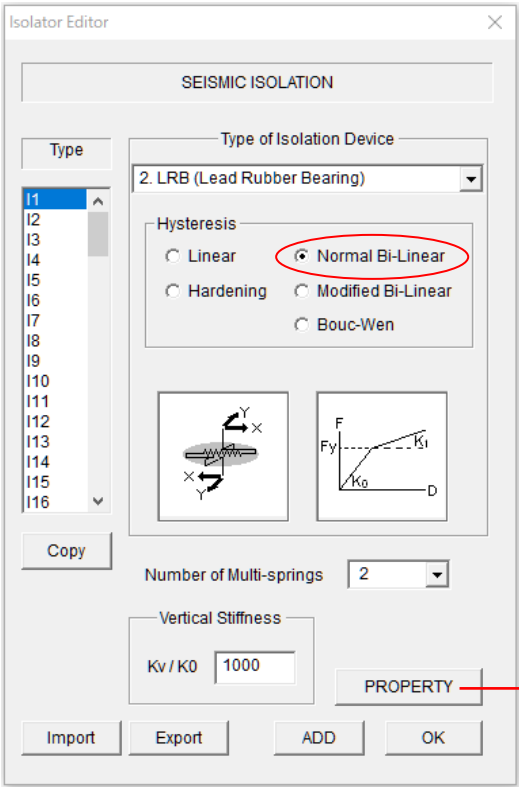 Isolator Editor
SEISMIC ISOLATION
Type
I1
I2
I3
I4
I5
I6
I7
I8
I9
I10
I11
I12
I13
I14
I15
I16
Copy
Type of Isolation Device
2. LRB (Lead Rubber Bearing)
Hysteresis
Linear
Normal Bi-Linear
Hardening
Modified Bi-Linear
Bouc-Wen
Y
X
X
Y
F
Fy
K1
K0
D
Number of Multi-springs 2
Vertical Stiffness
Kv / K0 1000
PROPERTY
Import Export ADD OK